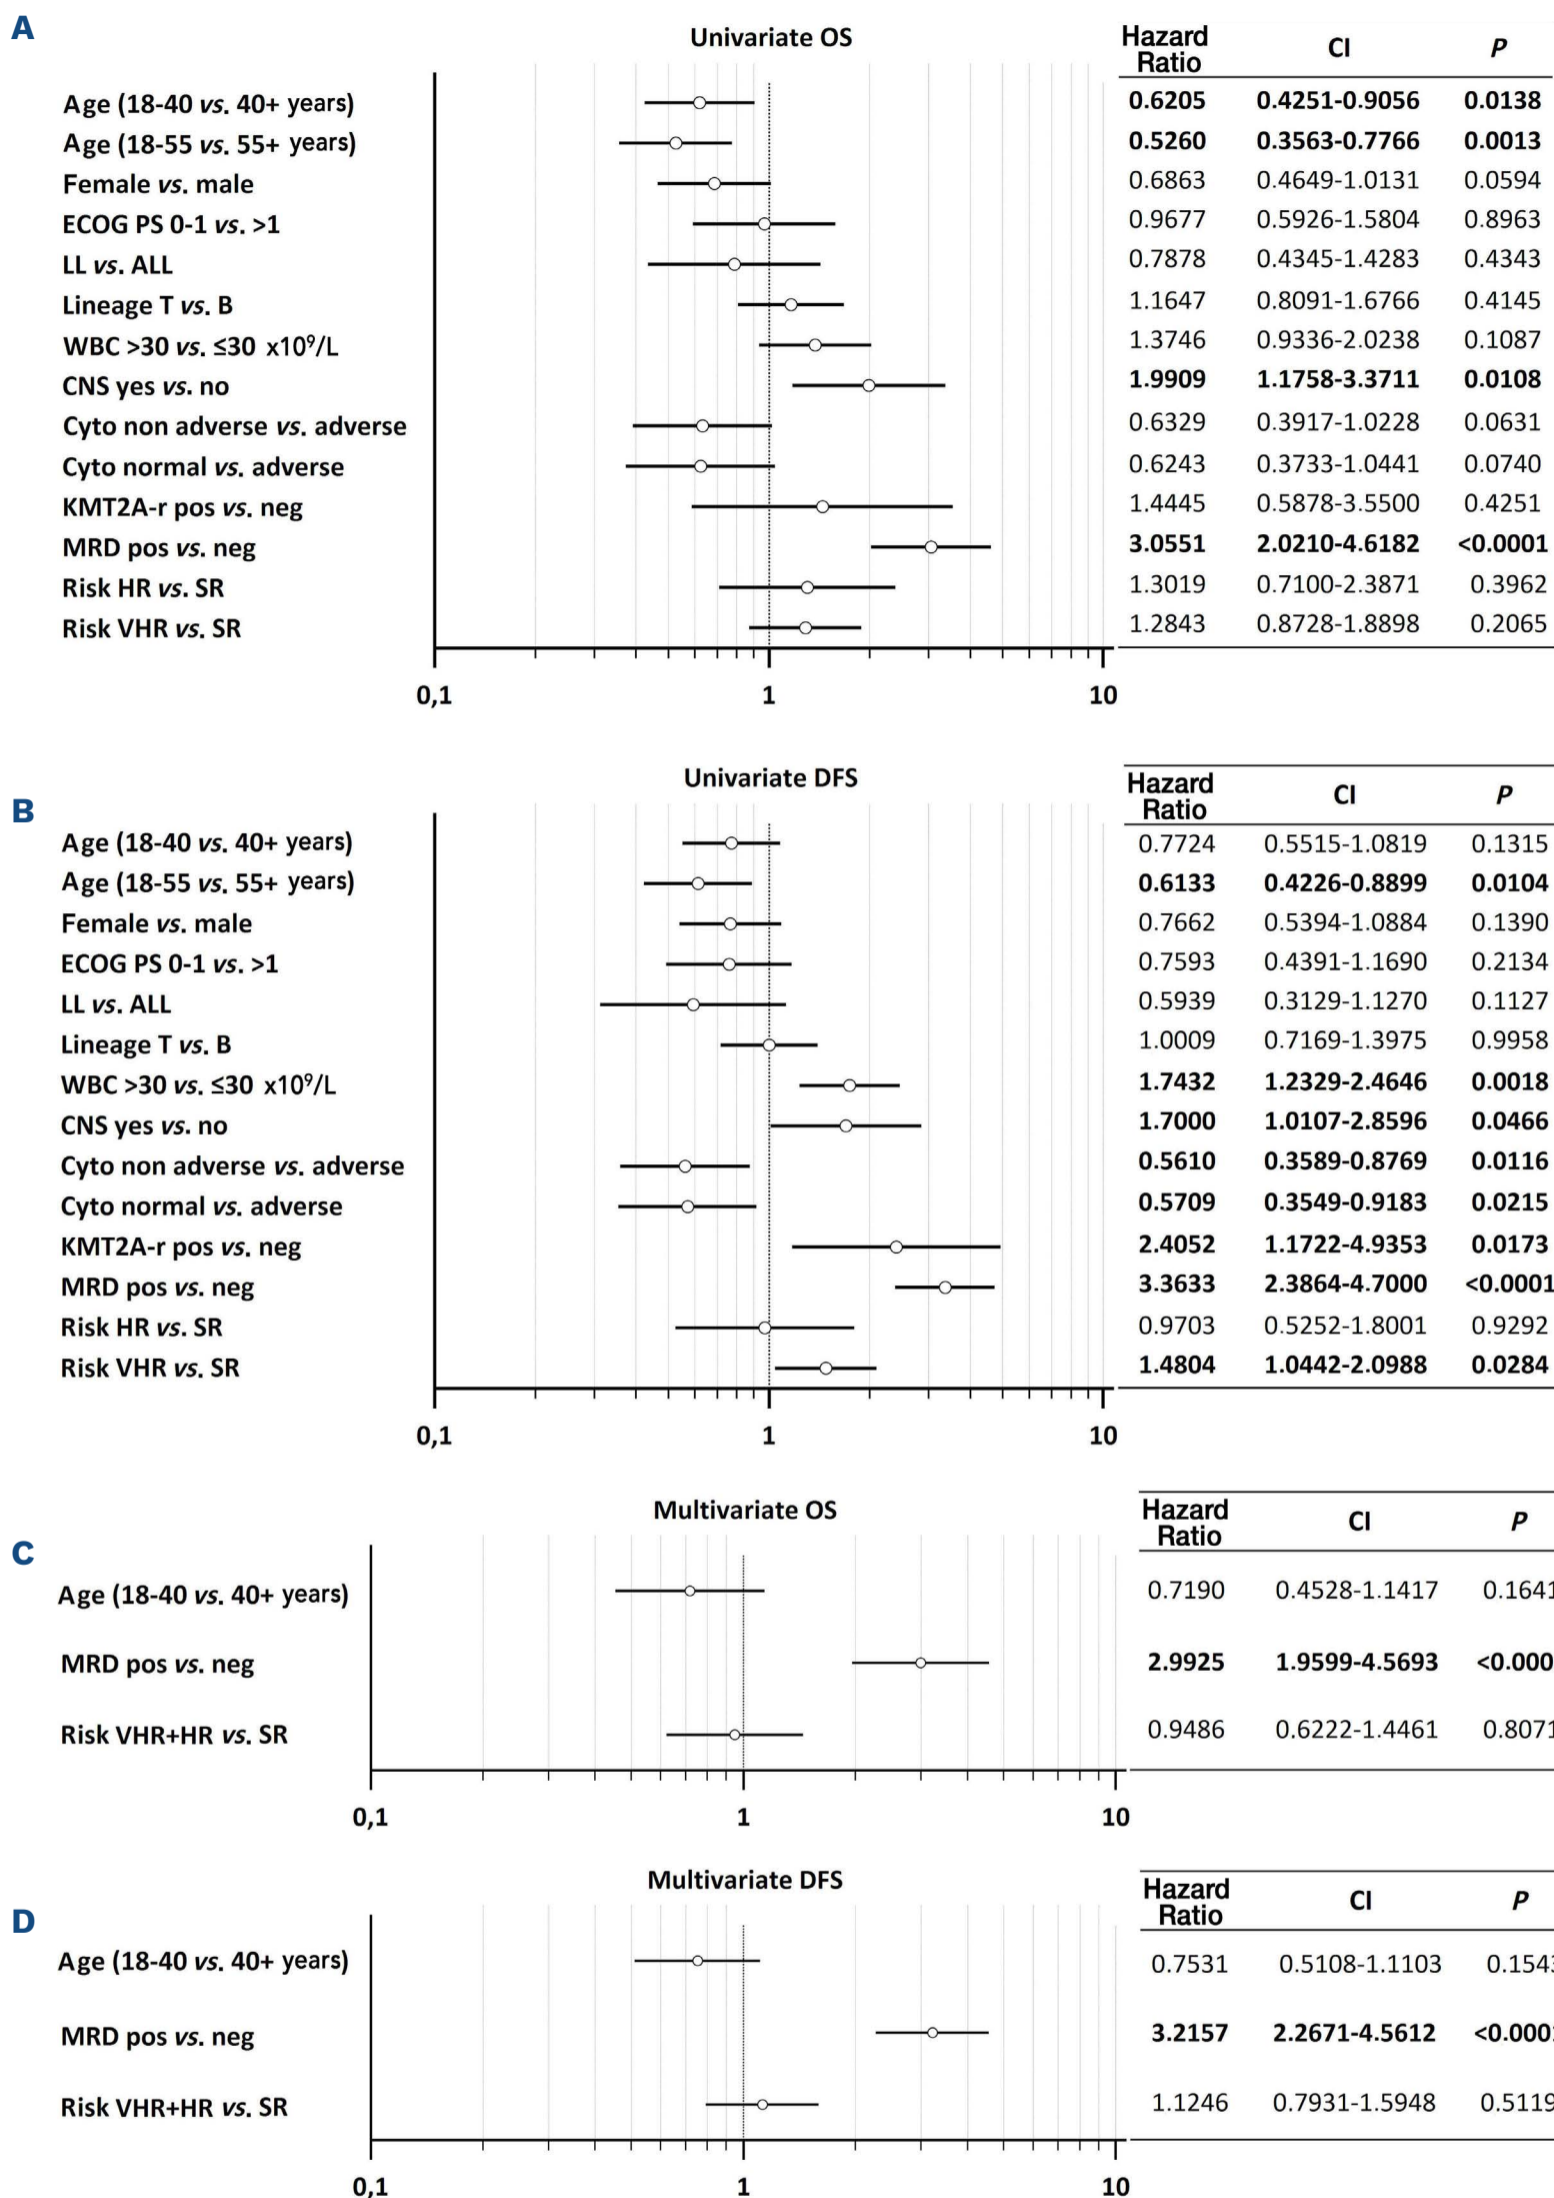 A
Univariate OS
Hazard Ratio CI P
Age (18-40 vs. 40+ years) 0.6205 0.4251-0.9056 0.0138
Age (18-55 vs. 55+ years) 0.5260 0.3563-0.7766 0.0013
Female vs. male 0.6863 0.4649-1.0131 0.0594
ECOG PS 0-1 vs. >1 0.9677 0.5926-1.5804 0.8963
LL vs. ALL 0.7878 0.4345-1.4283 0.4343
Lineage T vs. B 1.1647 0.8091-1.6766 0.4145
WBC >30 vs. ≤30 x10⁹/L 1.3746 0.9336-2.0238 0.1087
CNS yes vs. no 1.9909 1.1758-3.3711 0.0108
Cyto non adverse vs. adverse 0.6329 0.3917-1.0228 0.0631
Cyto normal vs. adverse 0.6243 0.3733-1.0441 0.0740
KMT2A-r pos vs. neg 1.4445 0.5878-3.5500 0.4251
MRD pos vs. neg 3.0551 2.0210-4.6182 <0.0001
Risk HR vs. SR 1.3019 0.7100-2.3871 0.3962
Risk VHR vs. SR 1.2843 0.8728-1.8898 0.2065
0,1 1 10
B
Univariate DFS
Hazard Ratio CI P
Age (18-40 vs. 40+ years) 0.7724 0.5515-1.0819 0.1315
Age (18-55 vs. 55+ years) 0.6133 0.4226-0.8899 0.0104
Female vs. male 0.7662 0.5394-1.0884 0.1390
ECOG PS 0-1 vs. >1 0.7593 0.4391-1.1690 0.2134
LL vs. ALL 0.5939 0.3129-1.1270 0.1127
Lineage T vs. B 1.0009 0.7169-1.3975 0.9958
WBC >30 vs. ≤30 x10⁹/L 1.7432 1.2329-2.4646 0.0018
CNS yes vs. no 1.7000 1.0107-2.8596 0.0466
Cyto non adverse vs. adverse 0.5610 0.3589-0.8769 0.0116
Cyto normal vs. adverse 0.5709 0.3549-0.9183 0.0215
KMT2A-r pos vs. neg 2.4052 1.1722-4.9353 0.0173
MRD pos vs. neg 3.3633 2.3864-4.7000 <0.0001
Risk HR vs. SR 0.9703 0.5252-1.8001 0.9292
Risk VHR vs. SR 1.4804 1.0442-2.0988 0.0284
0,1 1 10
C
Multivariate OS
Hazard Ratio CI P
Age (18-40 vs. 40+ years) 0.7190 0.4528-1.1417 0.1641
MRD pos vs. neg 2.9925 1.9599-4.5693 <0.000
Risk VHR+HR vs. SR 0.9486 0.6222-1.4461 0.8071
0,1 1 10
D
Multivariate DFS
Hazard Ratio CI P
Age (18-40 vs. 40+ years) 0.7531 0.5108-1.1103 0.1543
MRD pos vs. neg 3.2157 2.2671-4.5612 <0.0001
Risk VHR+HR vs. SR 1.1246 0.7931-1.5948 0.5119
0,1 1 10